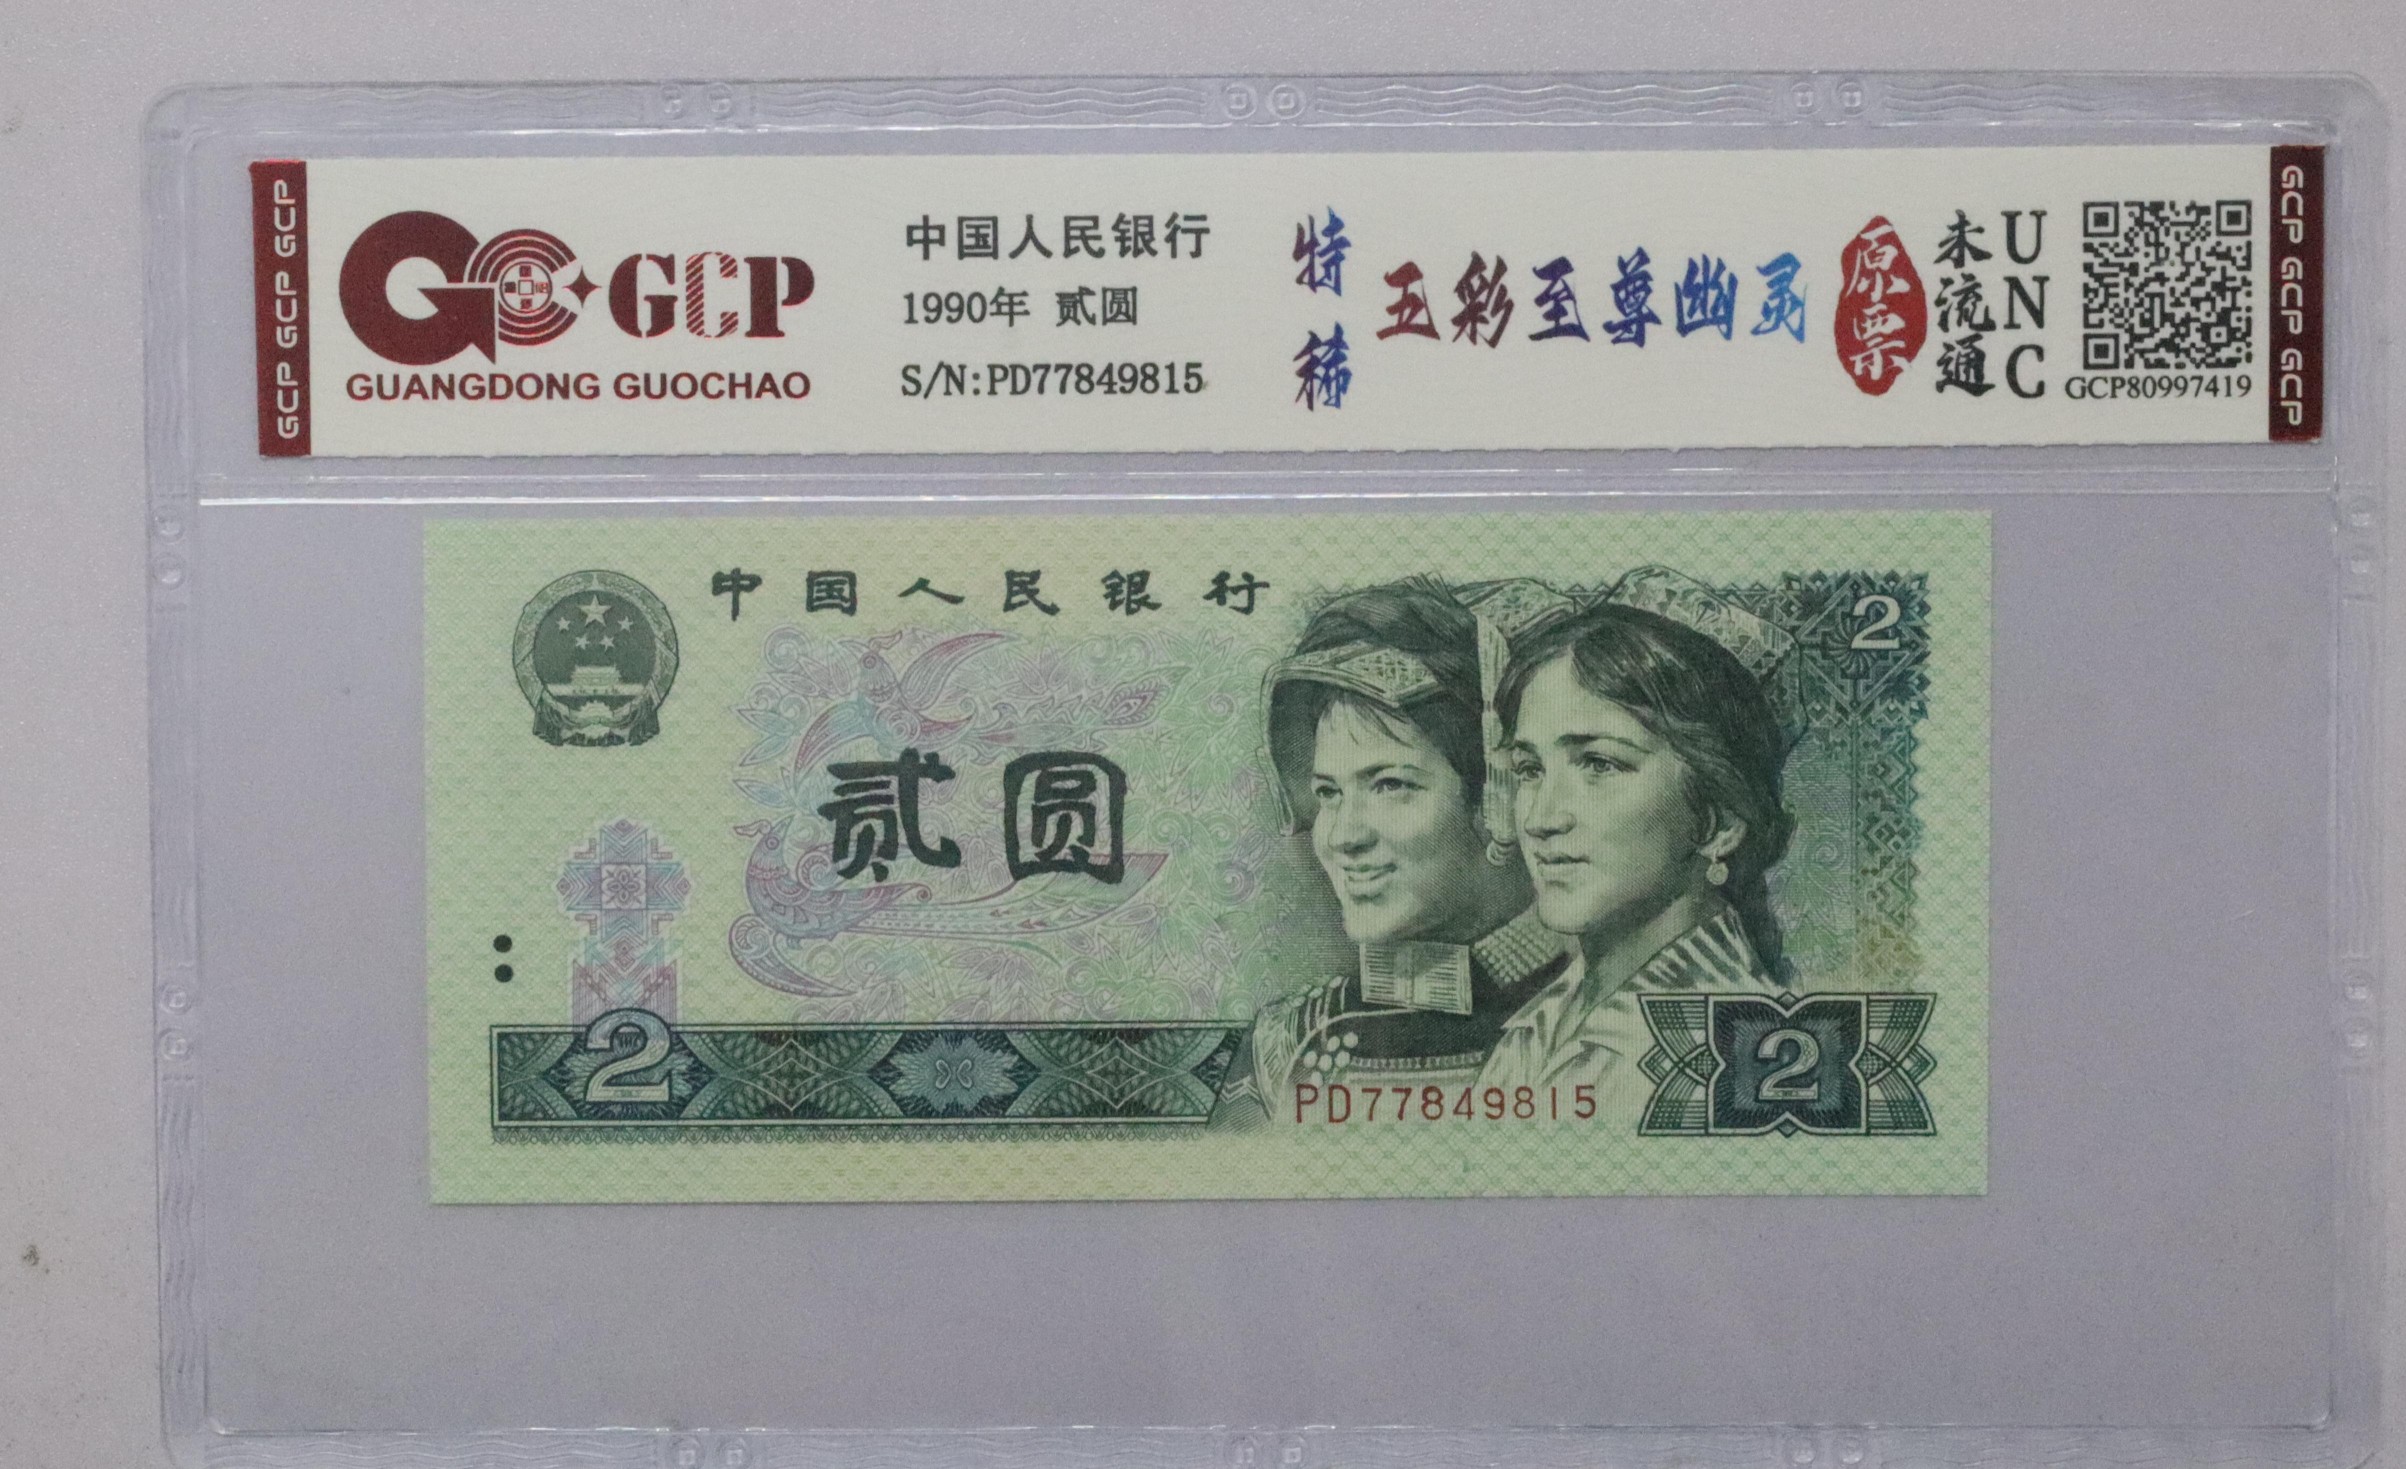 GCP GCP GCP
GCP
GUANGDONG GUOCHAO
中国人民银行
1990年 贰圆
S/N:PD77849815
特稀
五彩至尊幽灵
原票
未流通
UNC
GCP80997419
GCP GCP GCP
中国人民银行
2
贰圆
2
PD77849815
2